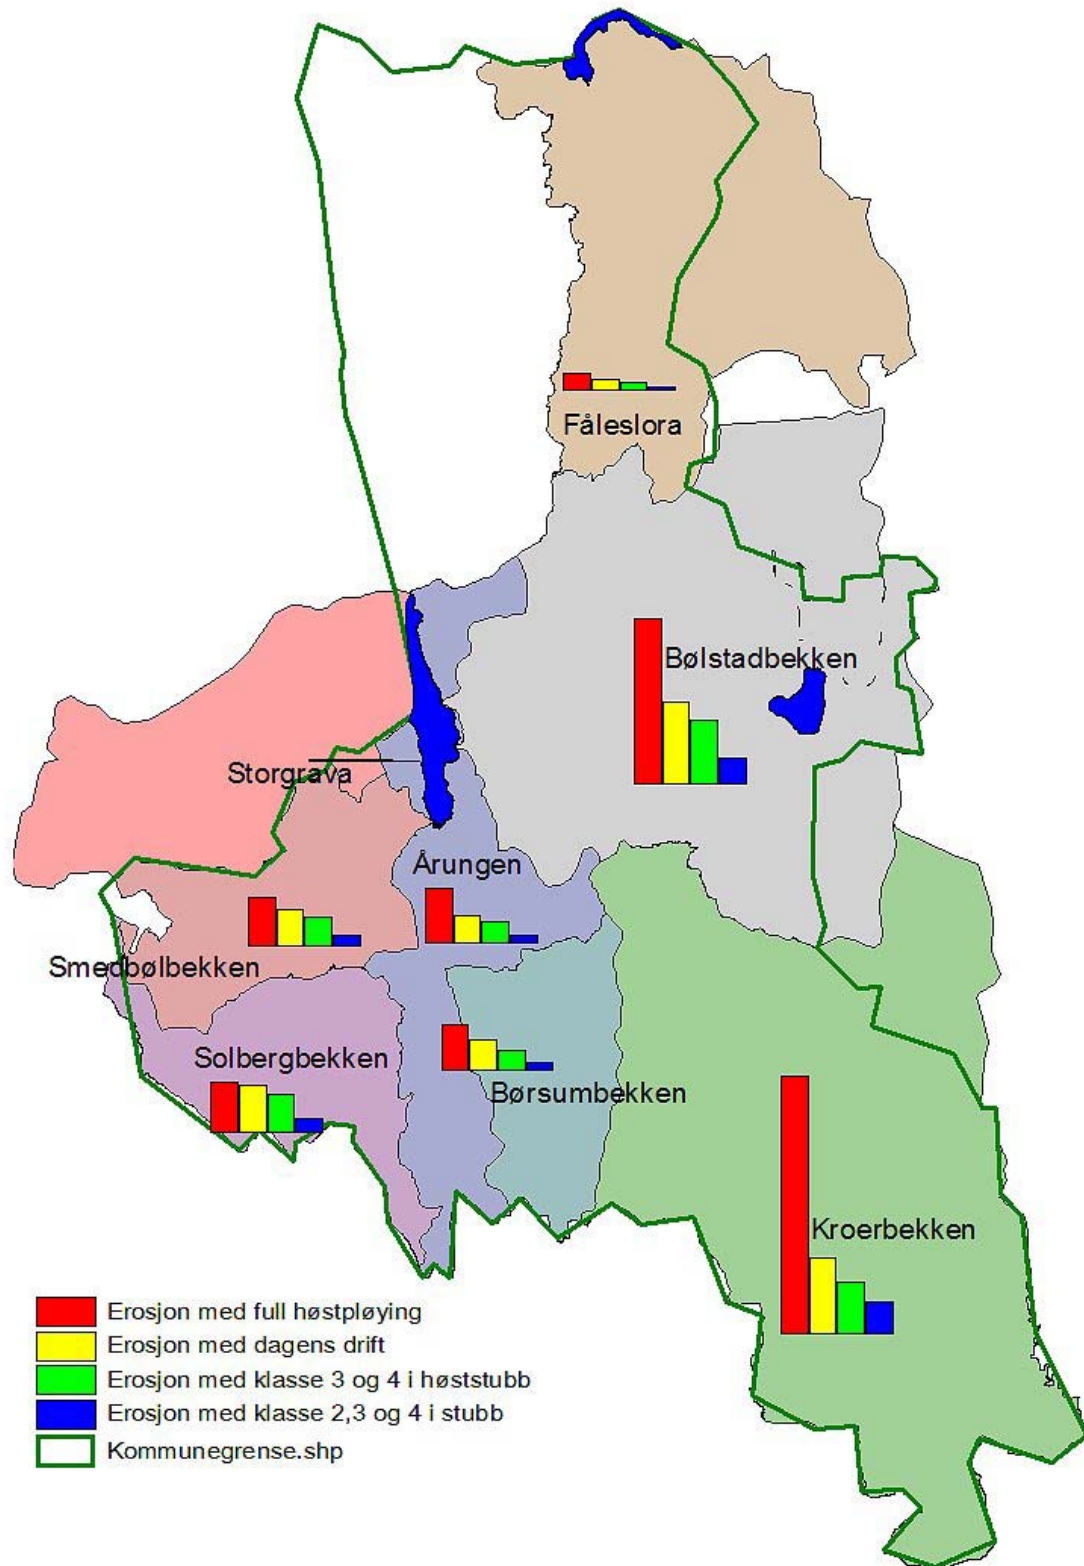 Fåleslora
Bølstadbekken
Storgrava
Årungen
Smedbølbekken
Solbergbekken
Børsumbekken
Kroerbekken
Erosjon med full høstpløying
Erosjon med dagens drift
Erosjon med klasse 3 og 4 i høststubb
Erosjon med klasse 2,3 og 4 i stubb
Kommunegrense.shp